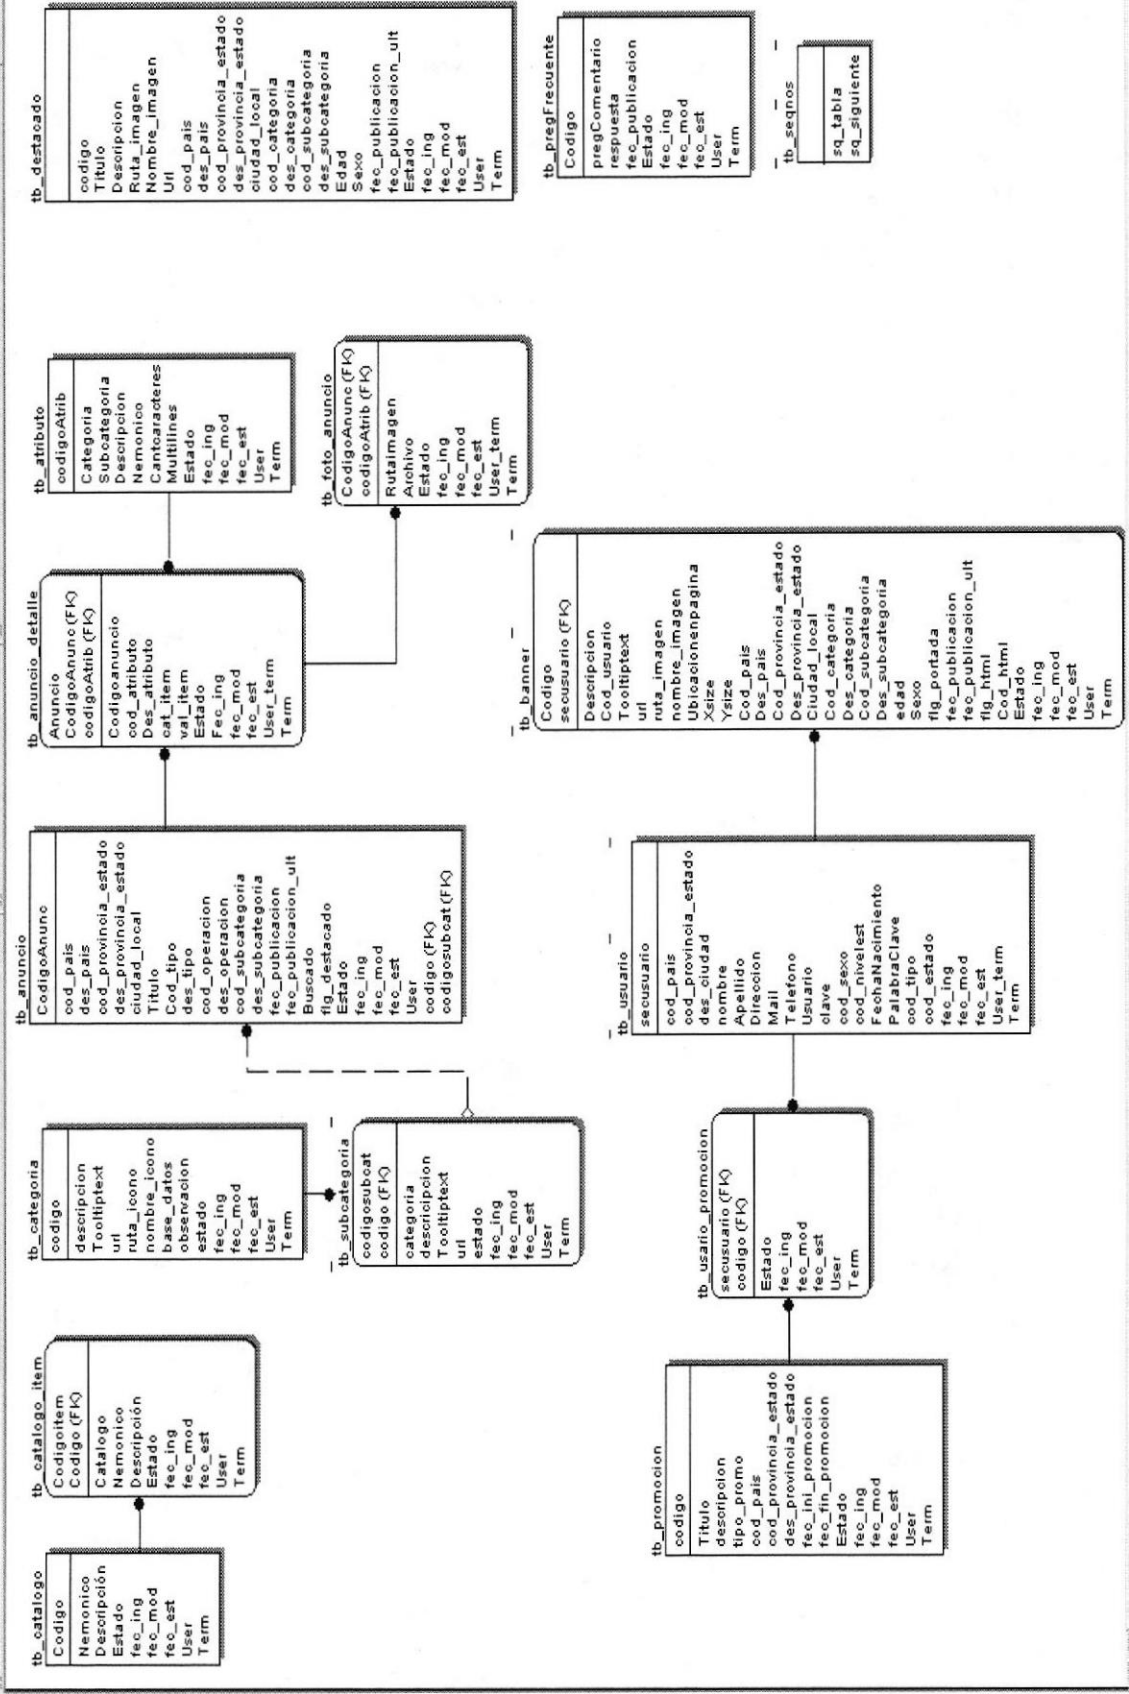 tb_catalogo
Codigo
Nemonico
Descripción
Estado
fec_ing
fec_mod
fec_est
User
Term
tb_catalogo_item
Codigoitem
Codigo (FK)
Catalogo
Nemonico
Descripción
Estado
fec_ing
fec_mod
fec_est
User
Term
tb_categoria
codigo
descripcion
Tooltiptext
url
ruta_icono
nombre_icono
base_datos
observacion
estado
fec_ing
fec_mod
fec_est
User
Term
tb_subcategoria
codigosubcat
codigo (FK)
categoria
descricipcion
Tooltiptext
url
estado
fec_ing
fec_mod
fec_est
User
Term
tb_anuncio
CodigoAnunc
cod_pais
des_pais
cod_provincia_estado
des_provincia_estado
ciudad_local
Titulo
Cod_tipo
des_tipo
cod_operacion
des_operacion
cod_subcategoria
des_subcategoria
fec_publicacion
fec_publicacion_ult
Buscado
flg_destacado
Estado
fec_ing
fec_mod
fec_est
User
codigo (FK)
codigosubcat (FK)
tb_anuncio_detalle
Anuncio
CodigoAnunc (FK)
codigoAtrib (FK)
Codigoanuncio
cod_atributo
Des_atributo
cat_item
val_item
Estado
Fec_ing
fec_mod
fec_est
User_term
Term
tb_atributo
codigoAtrib
Categoria
Subcategoria
Descripcion
Nemonico
Cantcaracteres
Multilines
Estado
fec_ing
fec_mod
fec_est
User
Term
tb_foto_anuncio
CodigoAnunc (FK)
codigoAtrib (FK)
Rutaimagen
Archivo
Estado
fec_ing
fec_mod
fec_est
User_term
Term
tb_destacado
codigo
Titulo
Descripcion
Ruta_imagen
Nombre_imagen
Url
cod_pais
des_pais
cod_provincia_estado
des_provincia_estado
ciudad_local
cod_categoria
des_categoria
cod_subcategoria
des_subcategoria
Edad
Sexo
fec_publicacion
fec_publicacion_ult
Estado
fec_ing
fec_mod
fec_est
User
Term
tb_promocion
codigo
Titulo
descripcion
tipo_promo
cod_pais
cod_provincia_estado
des_provincia_estado
fec_ini_promocion
fec_fin_promocion
Estado
fec_ing
fec_mod
fec_est
User
Term
tb_usario_promocion
secusuario (FK)
codigo (FK)
Estado
fec_ing
fec_mod
fec_est
User
Term
tb_usuario
secusuario
cod_pais
cod_provincia_estado
des_ciudad
nombre
Apellido
Direccion
Mail
Telefono
Usuario
clave
cod_sexo
cod_nivelest
FechaNacimiento
PalabraClave
cod_tipo
cod_estado
fec_ing
fec_mod
fec_est
User_term
Term
tb_banner
Codigo
secusuario (FK)
Descripcion
Cod_usuario
Tooltiptext
url
ruta_imagen
nombre_imagen
Ubicacionenpagina
Xsize
Ysize
Cod_pais
Des_pais
Cod_provincia_estado
Des_provincia_estado
Ciudad_local
Cod_categoria
Des_categoria
Cod_subcategoria
Des_subcategoria
edad
Sexo
flg_portada
fec_publicacion
fec_publicacion_ult
flg_html
Cod_html
Estado
fec_ing
fec_mod
fec_est
User
Term
tb_pregFrecuente
Codigo
pregComentario
respuesta
fec_publicacion
Estado
fec_ing
fec_mod
fec_est
User
Term
tb_seqnos
sq_tabla
sq_siguiente